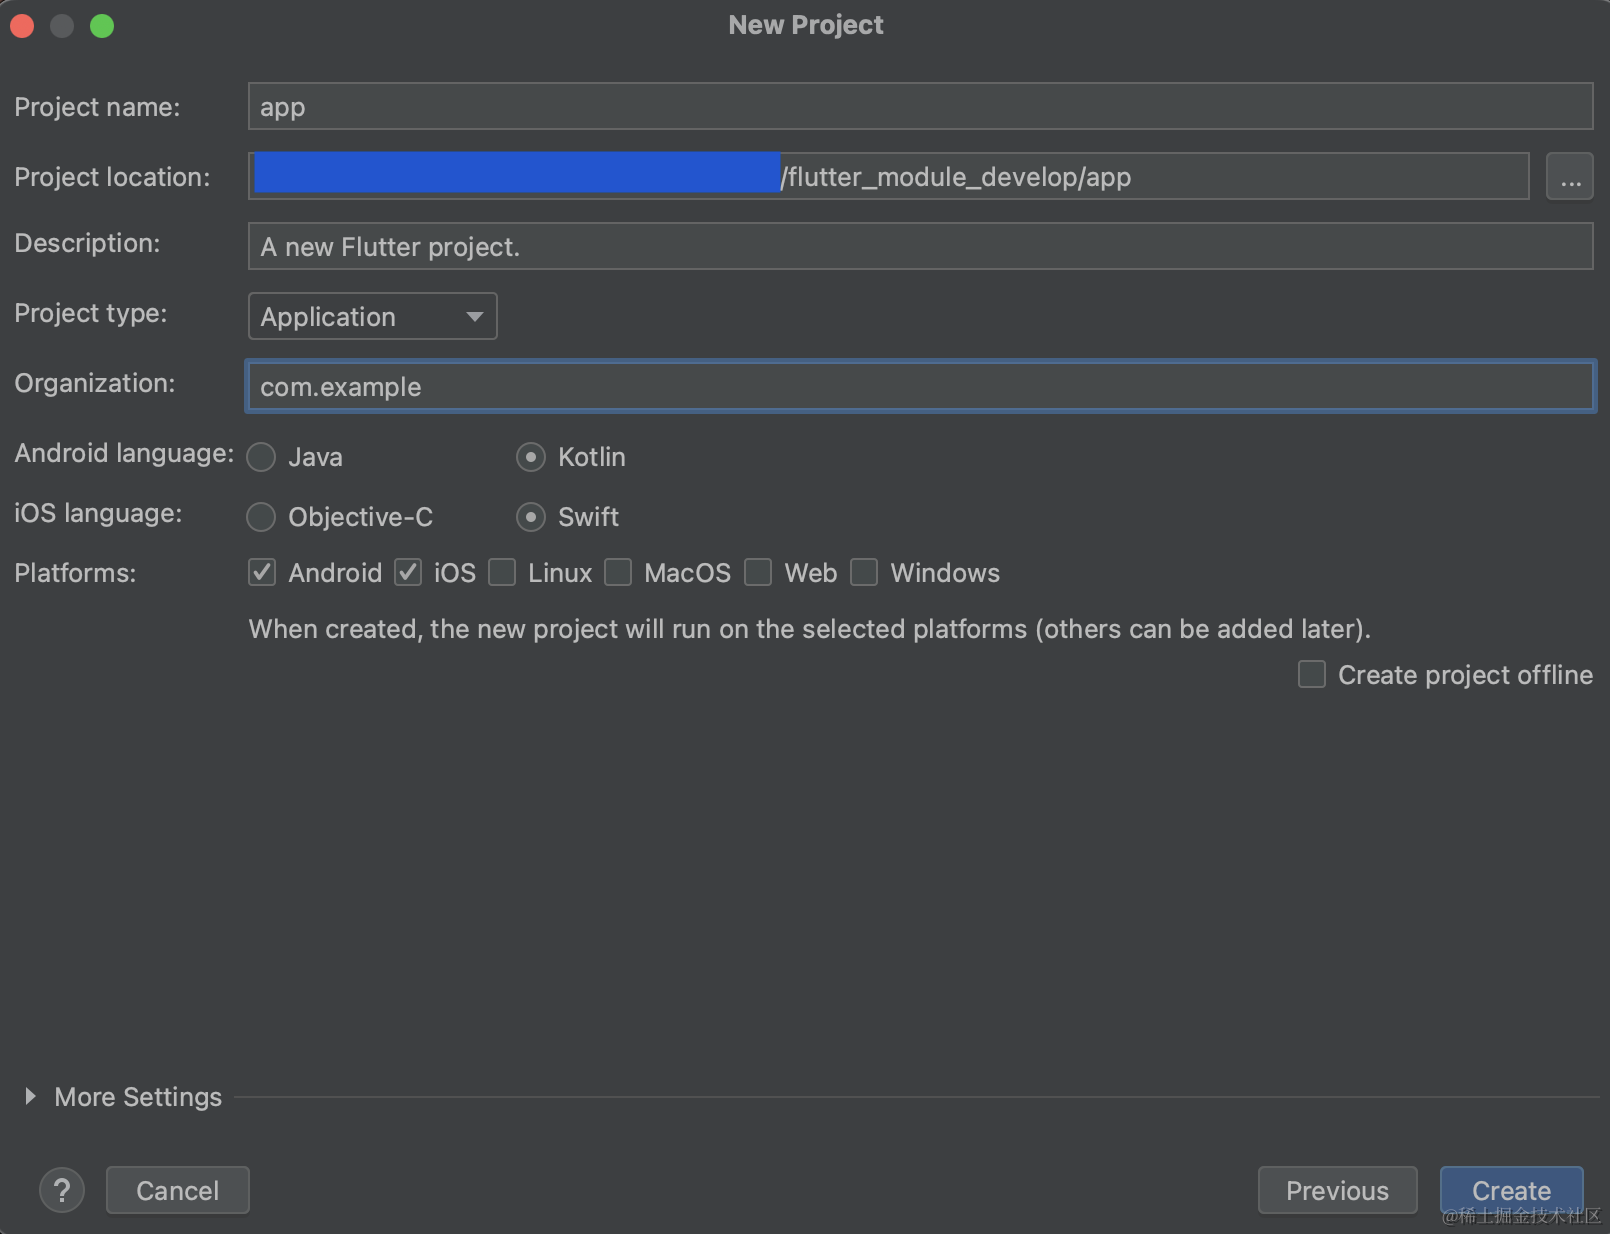 New Project
Project name: app
Project location: /flutter_module_develop/app ...
Description: A new Flutter project.
Project type: Application
Organization: com.example
Android language: Java Kotlin
iOS language: Objective-C Swift
Platforms: Android iOS Linux MacOS Web Windows
When created, the new project will run on the selected platforms (others can be added later).
Create project offline
More Settings
? Cancel Previous Create
@稀土掘金技术社区